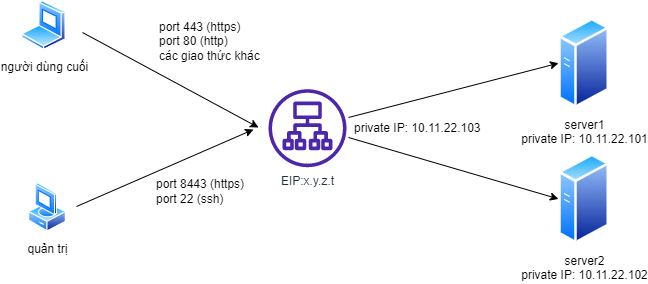 port 443 (https)
port 80 (http)
các giao thức khác
người dùng cuối
private IP: 10.11.22.103
server1
private IP: 10.11.22.101
EIP:x.y.z.t
port 8443 (https)
port 22 (ssh)
quản trị
server2
private IP: 10.11.22.102